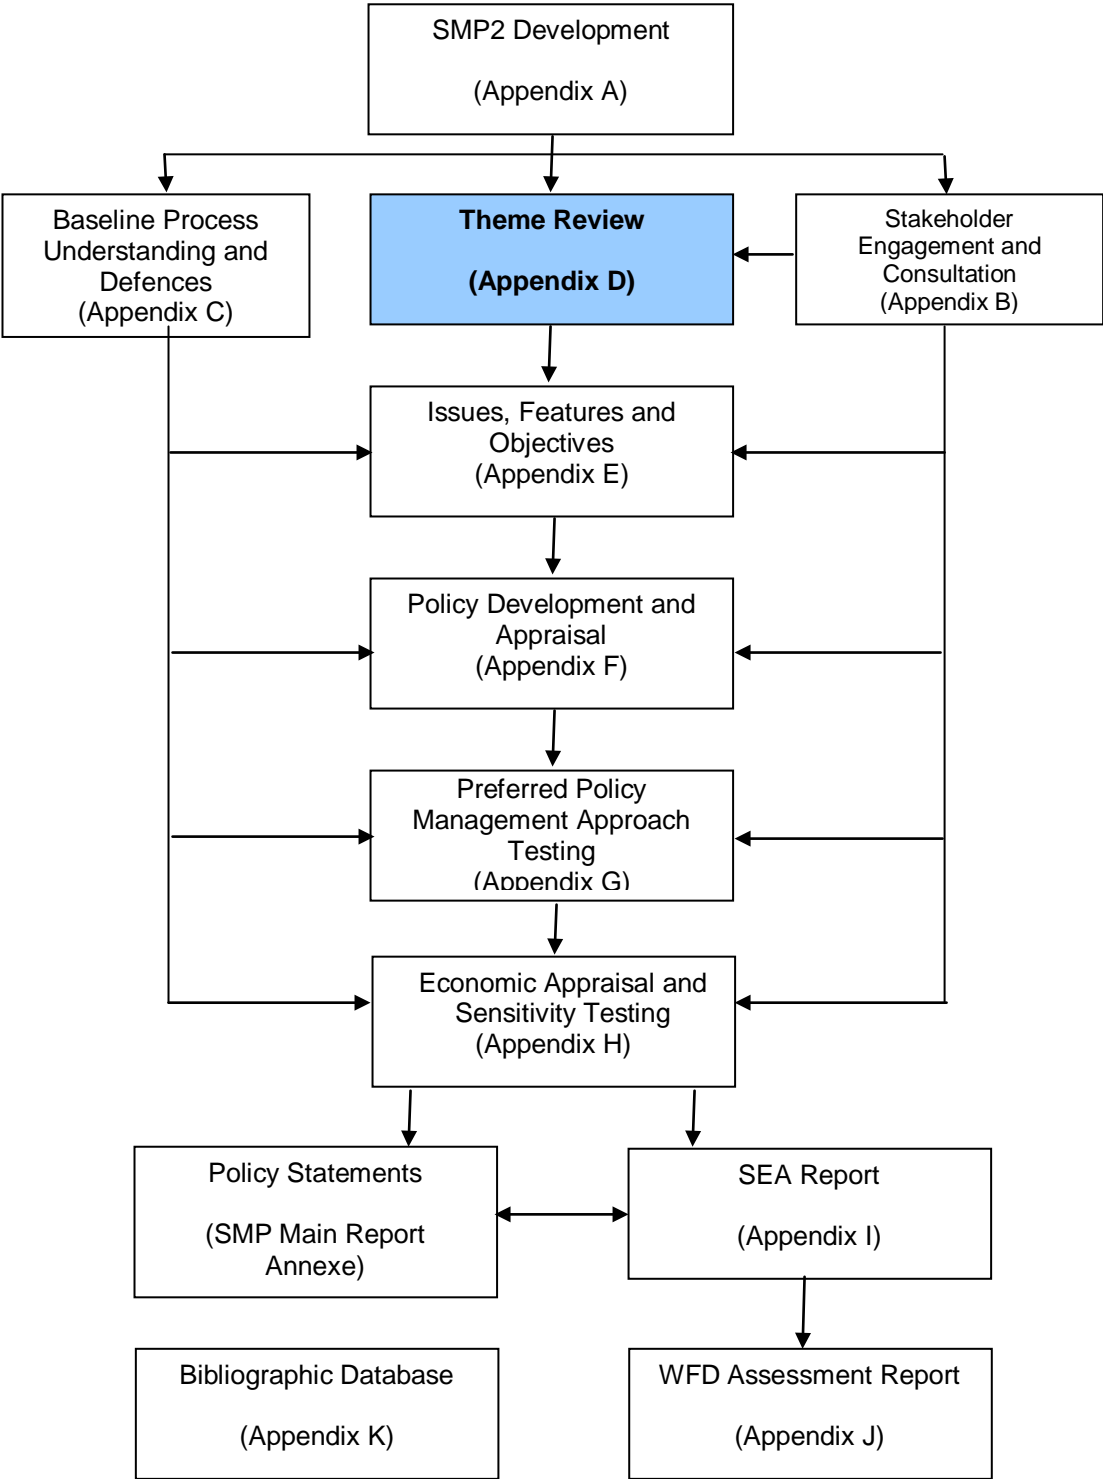 SMP2 Development
(Appendix A)
Baseline Process
Understanding and
Defences
(Appendix C)
Theme Review
(Appendix D)
Stakeholder
Engagement and
Consultation
(Appendix B)
Issues, Features and
Objectives
(Appendix E)
Policy Development and
Appraisal
(Appendix F)
Preferred Policy
Management Approach
Testing
(Appendix G)
Economic Appraisal and
Sensitivity Testing
(Appendix H)
Policy Statements
(SMP Main Report
Annexe)
SEA Report
(Appendix I)
Bibliographic Database
(Appendix K)
WFD Assessment Report
(Appendix J)